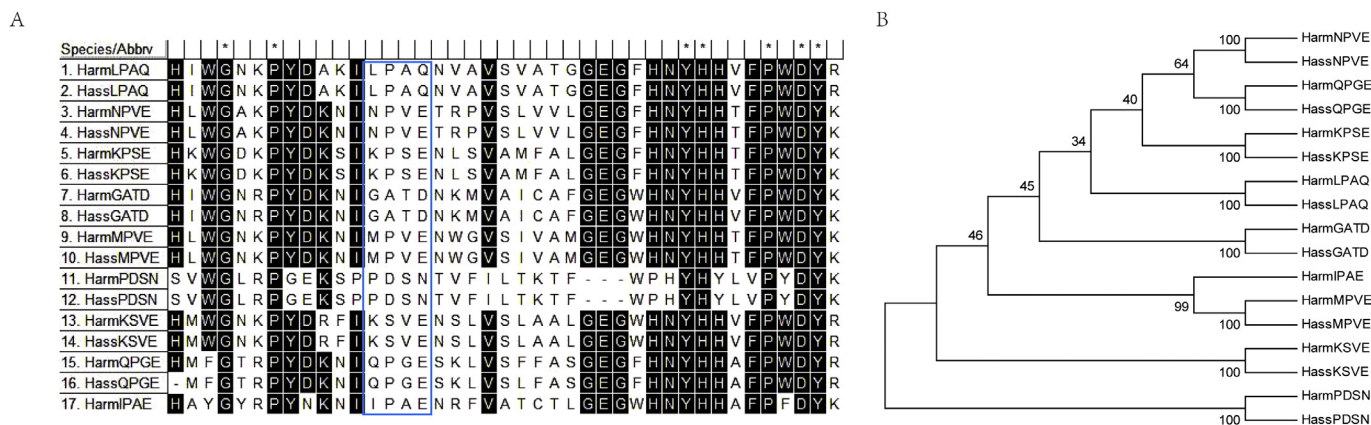 A
Species/Abbrv * * * * * * *
1. HarmLPAQ H I W G N K P Y D A K I L P A Q N V A V S V A T G G E G F H N Y H H V F P W D Y R
2. HassLPAQ H I W G N K P Y D A K I L P A Q N V A V S V A T G G E G F H N Y H H V F P W D Y R
3. HarmNPVE H L W G A K P Y D K N I N P V E T R P V S L V V L G E G F H N Y H H T F P W D Y K
4. HassNPVE H L W G A K P Y D K N I N P V E T R P V S L V V L G E G F H N Y H H T F P W D Y K
5. HarmKPSE H K W G D K P Y D K S I K P S E N L S V A M F A L G E G F H N Y H H T F P W D Y K
6. HassKPSE H K W G D K P Y D K S I K P S E N L S V A M F A L G E G F H N Y H H T F P W D Y K
7. HarmGATD H I W G N R P Y D K N I G A T D N K M V A I C A F G E G W H N Y H H V F P W D Y K
8. HassGATD H I W G N R P Y D K N I G A T D N K M V A I C A F G E G W H N Y H H V F P W D Y K
9. HarmMPVE H L W G N K P Y D K N I M P V E N W G V S I V A M G E G W H N Y H H T F P W D Y K
10. HassMPVE H L W G N K P Y D K N I M P V E N W G V S I V A M G E G W H N Y H H T F P W D Y K
11. HarmPDSN S V W G L R P G E K S P P D S N T V F I L T K T F - - - W P H Y H Y L V P Y D Y K
12. HassPDSN S V W G L R P G E K S P P D S N T V F I L T K T F - - - W P H Y H Y L V P Y D Y K
13. HarmKSVE H M W G N K P Y D R F I K S V E N S L V S L A A L G E G W H N Y H H V F P W D Y R
14. HassKSVE H M W G N K P Y D R F I K S V E N S L V S L A A L G E G W H N Y H H V F P W D Y R
15. HarmQPGE H M F G T R P Y D K N I Q P G E S K L V S F F A S G E G W H N Y H H A F P W D Y R
16. HassQPGE - M F G T R P Y D K N I Q P G E S K L V S L F A S G E G W H N Y H H A F P W D Y R
17. HarmIPAE H A Y G Y R P Y N K N I I P A E N R F V A T C T L G E G W H N Y H H A F P F D Y K
B
100 HarmNPVE
HassNPVE
64
HarmQPGE
100 HassQPGE
40
HarmKPSE
100 HassKPSE
34
HarmLPAQ
100 HassLPAQ
45
HarmGATD
100 HassGATD
46
HarmIPAE
99 HarmMPVE
100 HassMPVE
HarmKSVE
100 HassKSVE
HarmPDSN
100 HassPDSN